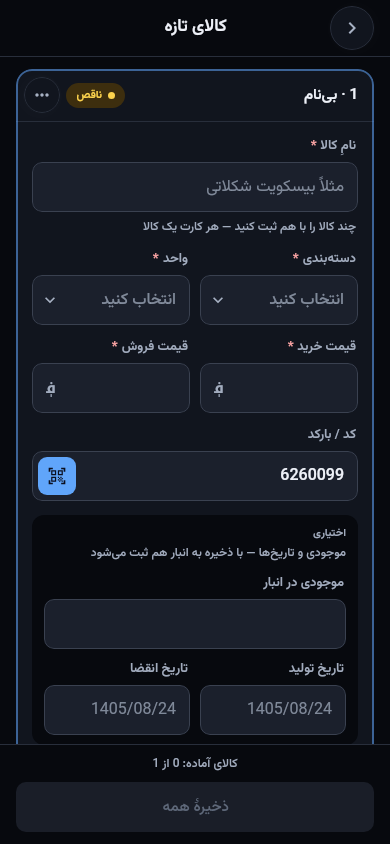 کالای تازه
1 · بی‌نام
ناقص
نام کالا *
مثلاً بیسکویت شکلاتی
چند کالا را با هم ثبت کنید — هر کارت یک کالا
دسته‌بندی *
واحد *
انتخاب کنید
انتخاب کنید
قیمت خرید *
قیمت فروش *
؋
؋
کد / بارکد
6260099
اختیاری
موجودی و تاریخ‌ها — با ذخیره به انبار هم ثبت می‌شود
موجودی در انبار
تاریخ تولید
تاریخ انقضا
1405/08/24
1405/08/24
کالای آماده: 0 از 1
ذخیرهٔ همه